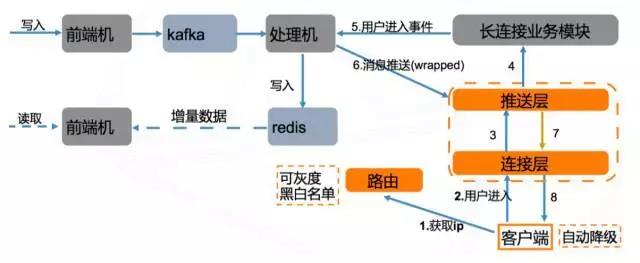 写入
前端机
kafka
处理机
5.用户进入事件
长连接业务模块
6.消息推送(wrapped)
4
写入
推送层
读取
前端机
增量数据
redis
3
7
连接层
可灰度
黑白名单
路由
2.用户进入
8
1.获取ip
客户端
自动降级